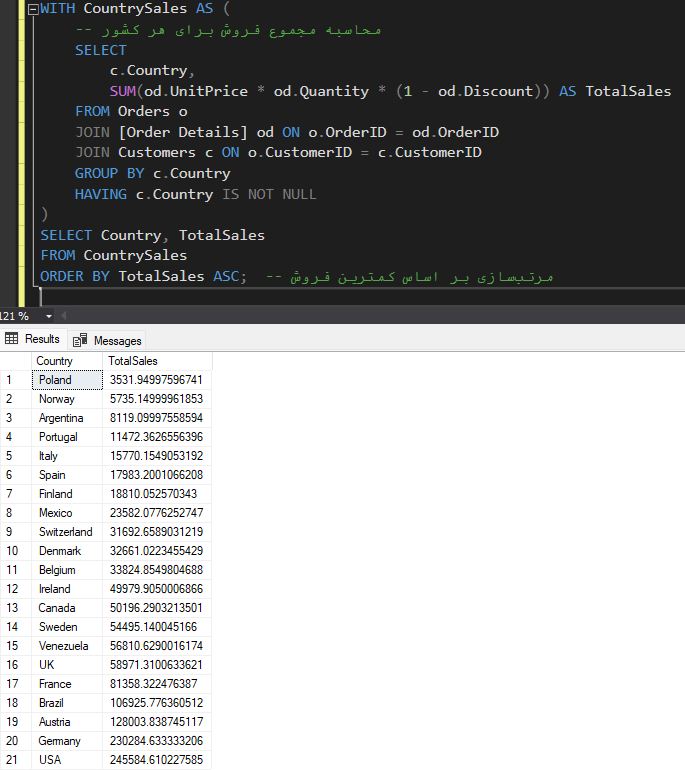 WITH CountrySales AS (
-- محاسبه مجموع فروش برای هر کشور
SELECT
c.Country,
SUM(od.UnitPrice * od.Quantity * (1 - od.Discount)) AS TotalSales
FROM Orders o
JOIN [Order Details] od ON o.OrderID = od.OrderID
JOIN Customers c ON o.CustomerID = c.CustomerID
GROUP BY c.Country
HAVING c.Country IS NOT NULL
)
SELECT Country, TotalSales
FROM CountrySales
ORDER BY TotalSales ASC; -- مرتب‌سازی بر اساس کمترین فروش
121 %
Results Messages
Country TotalSales
1 Poland 3531.94997596741
2 Norway 5735.14999961853
3 Argentina 8119.09997558594
4 Portugal 11472.3626556396
5 Italy 15770.1549053192
6 Spain 17983.2001066208
7 Finland 18810.052570343
8 Mexico 23582.0776252747
9 Switzerland 31692.6589031219
10 Denmark 32661.0223455429
11 Belgium 33824.8549804688
12 Ireland 49979.9050006866
13 Canada 50196.2903213501
14 Sweden 54495.140045166
15 Venezuela 56810.6290016174
16 UK 58971.3100633621
17 France 81358.322476387
18 Brazil 106925.776360512
19 Austria 128003.838745117
20 Germany 230284.633333206
21 USA 245584.610227585